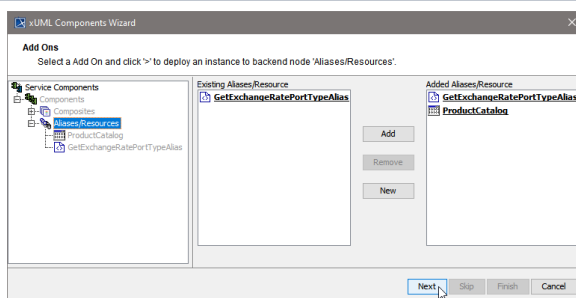 xUML Components Wizard
Add Ons
Select a Add On and click '>' to deploy an instance to backend node 'Aliases/Resources'.
Service Components
Components
Composites
Aliases/Resources
ProductCatalog
GetExchangeRatePortTypeAlias
Existing Aliases/Resource
GetExchangeRatePortTypeAlias
Add
Remove
New
Added Aliases/Resource
GetExchangeRatePortTypeAlias
ProductCatalog
Next Skip Finish Cancel